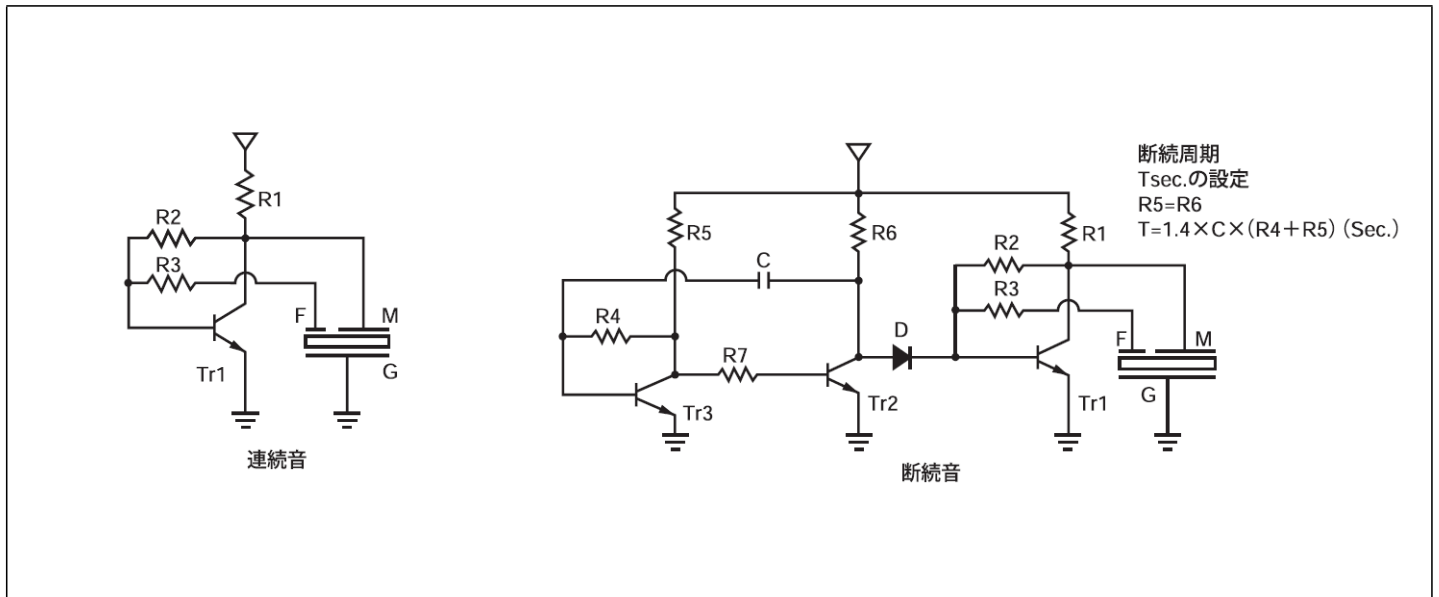 R1
R2
R3
F
M
G
Tr1
連続音
断続周期
Tsec.の設定
R5=R6
T=1.4×C×(R4+R5) (Sec.)
R5
R6
R1
R2
C
R3
R4
D
F
M
R7
G
Tr3
Tr2
Tr1
断続音